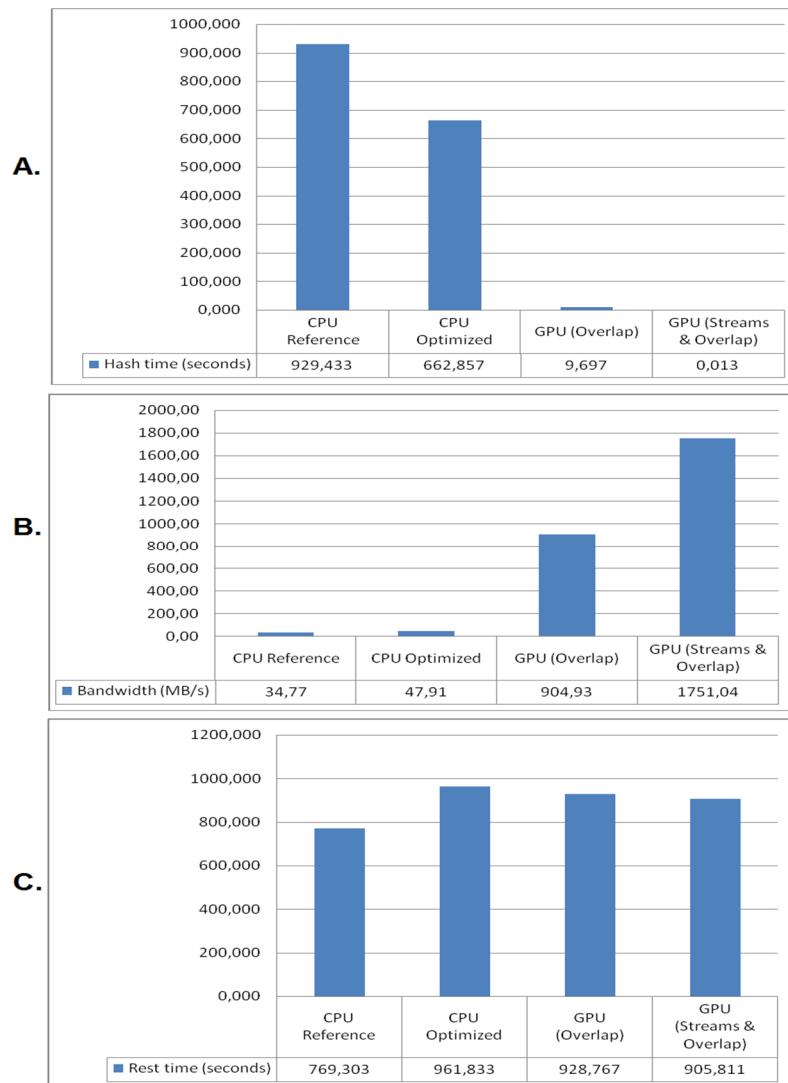 A.
1000,000
900,000
800,000
700,000
600,000
500,000
400,000
300,000
200,000
100,000
0,000
CPU Reference
CPU Optimized
GPU (Overlap)
GPU (Streams & Overlap)
Hash time (seconds)
929,433
662,857
9,697
0,013
B.
2000,00
1800,00
1600,00
1400,00
1200,00
1000,00
800,00
600,00
400,00
200,00
0,00
CPU Reference
CPU Optimized
GPU (Overlap)
GPU (Streams & Overlap)
Bandwidth (MB/s)
34,77
47,91
904,93
1751,04
C.
1200,000
1000,000
800,000
600,000
400,000
200,000
0,000
CPU Reference
CPU Optimized
GPU (Overlap)
GPU (Streams & Overlap)
Rest time (seconds)
769,303
961,833
928,767
905,811